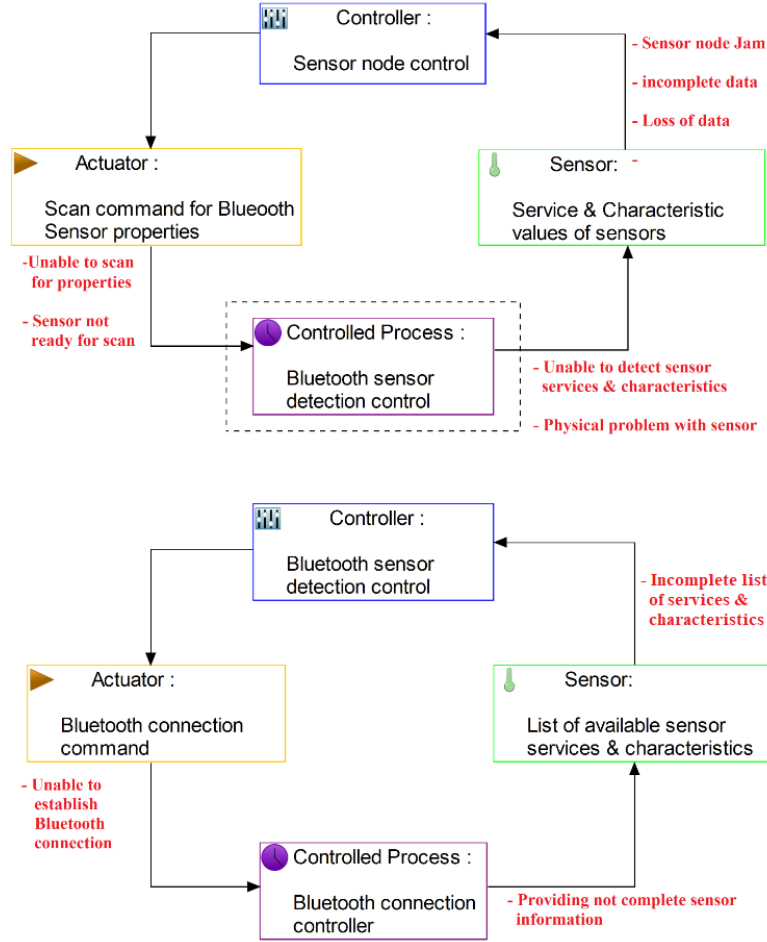 Controller :
Sensor node control
- Sensor node Jam
- incomplete data
- Loss of data
-
Actuator :
Scan command for Blueooth
Sensor properties
Sensor:
Service & Characteristic
values of sensors
-Unable to scan
for properties
- Sensor not
ready for scan
Controlled Process :
Bluetooth sensor
detection control
- Unable to detect sensor
services & characteristics
- Physical problem with sensor
Controller :
Bluetooth sensor
detection control
- Incomplete list
of services &
characteristics
Actuator :
Bluetooth connection
command
Sensor:
List of available sensor
services & characteristics
- Unable to
establish
Bluetooth
connection
Controlled Process :
Bluetooth connection
controller
- Providing not complete sensor
information